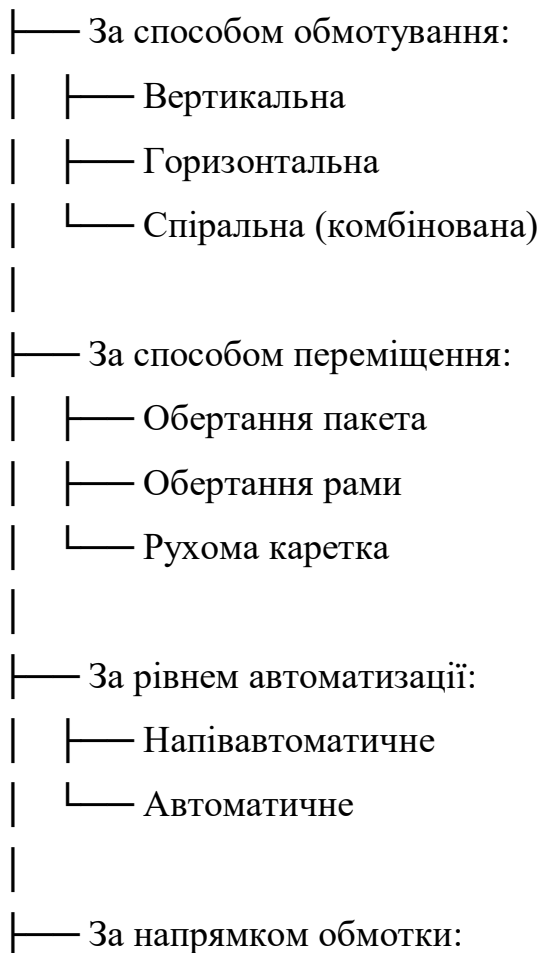 ├── За способом обмотування:
│ ├── Вертикальна
│ ├── Горизонтальна
│ └── Спіральна (комбінована)
│
├── За способом переміщення:
│ ├── Обертання пакета
│ ├── Обертання рами
│ └── Рухома каретка
│
├── За рівнем автоматизації:
│ ├── Напівавтоматичне
│ └── Автоматичне
│
├── За напрямком обмотки: